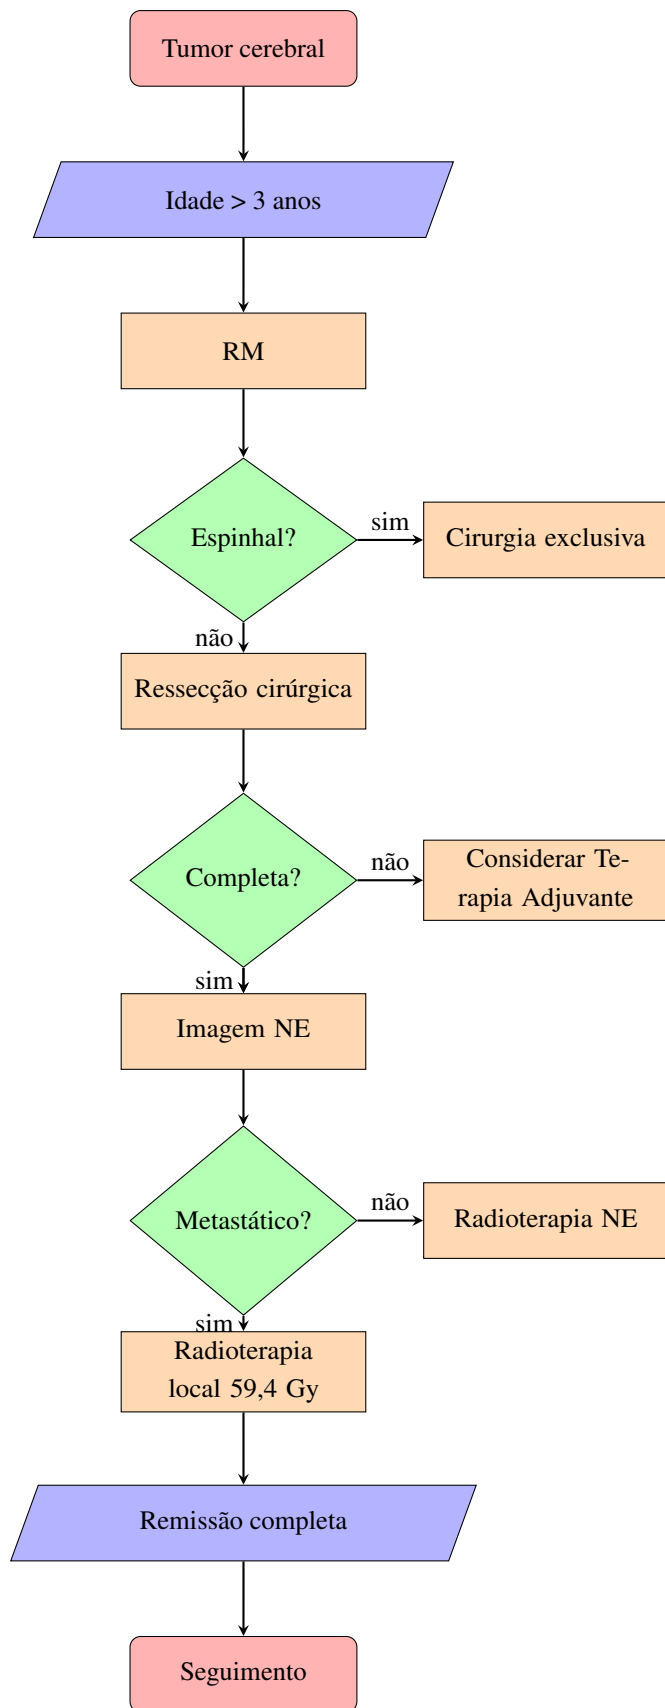 Tumor cerebral
Idade > 3 anos
RM
Espinhal?
sim
Cirurgia exclusiva
não
Ressecção cirúrgica
Completa?
não
Considerar Te-
rapia Adjuvante
sim
Imagem NE
Metastático?
não
Radioterapia NE
sim
Radioterapia
local 59,4 Gy
Remissão completa
Seguimento